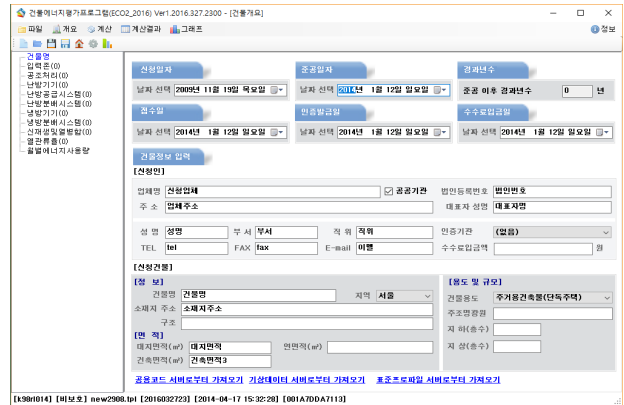 건물에너지평가프로그램(ECO2_2016) Ver1.2016.327.2300 - [건물개요]
파일 개요 계산 계산결과 그래프 정보
건물명
입력존(0)
공조처리(0)
난방기기(0)
난방공급시스템(0)
난방분배시스템(0)
냉방기기(0)
냉방분배시스템(0)
신재생및열병합(0)
열관류율(0)
월별에너지사용량
신청일자 준공일자 경과년수
날짜 선택 2009년 11월 19일 목요일 날짜 선택 2014년 1월 12일 일요일 준공 이후 경과년수 0 년
접수일 인증발급일 수수료입금일
날짜 선택 2014년 1월 12일 일요일 날짜 선택 2014년 1월 12일 일요일 날짜 선택 2014년 1월 12일 일요일
건물정보 입력
[신청인]
업체명 신청업체 공공기관 법인등록번호 법인번호
주 소 업체주소 대표자 성명 대표자명
성 명 성명 부 서 부서 직 위 직위 인증기관 (없음)
TEL tel FAX fax E-mail 이멜 수수료입금액 원
[신청건물]
[정 보] [용도 및 규모]
건물명 건물명 지역 서울 건물용도 주거용건축물(단독주택)
소재지 주소 소재지주소 주조명광원
구조 지 하(층수)
[면 적]
대지면적(㎡) 대지면적 연면적(㎡) 지 상(층수)
건축면적(㎡) 건축면적3
공용코드 서버로부터 가져오기 기상데이터 서버로부터 가져오기 표준프로파일 서버로부터 가져오기
[k98rl014] [비보호] new2908.tpl [2016032723] [2014-04-17 15:32:28] [001A7DDA7113]